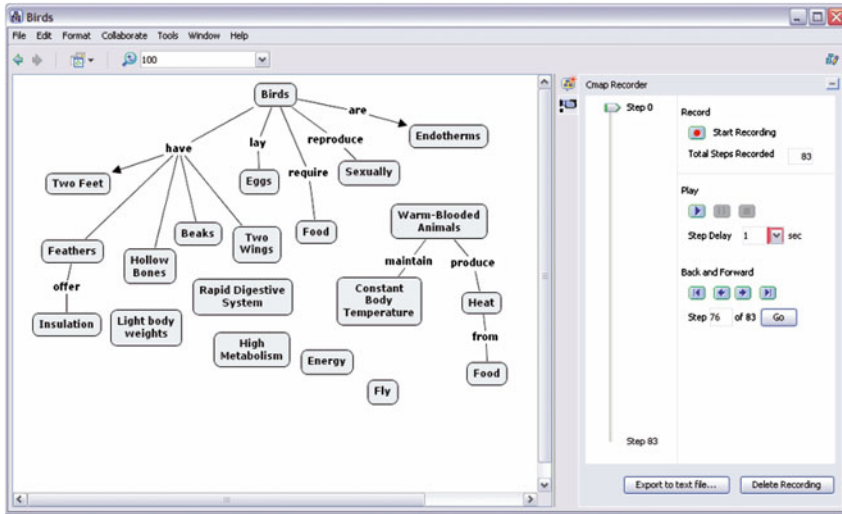 Birds
File Edit Format Collaborate Tools Window Help
100
Birds
are
Endotherms
have
lay
reproduce
require
Two Feet
Eggs
Sexually
Feathers
Beaks
Two
Wings
Food
Warm-Blooded
Animals
Hollow
Bones
maintain
produce
offer
Rapid Digestive
System
Constant
Body
Temperature
Heat
Insulation
Light body
weights
from
High
Metabolism
Energy
Food
Fly
Cmap Recorder
Step 0
Step 83
Record
Start Recording
Total Steps Recorded 83
Play
Step Delay 1 sec
Back and Forward
Step 76 of 83 Go
Export to text file... Delete Recording